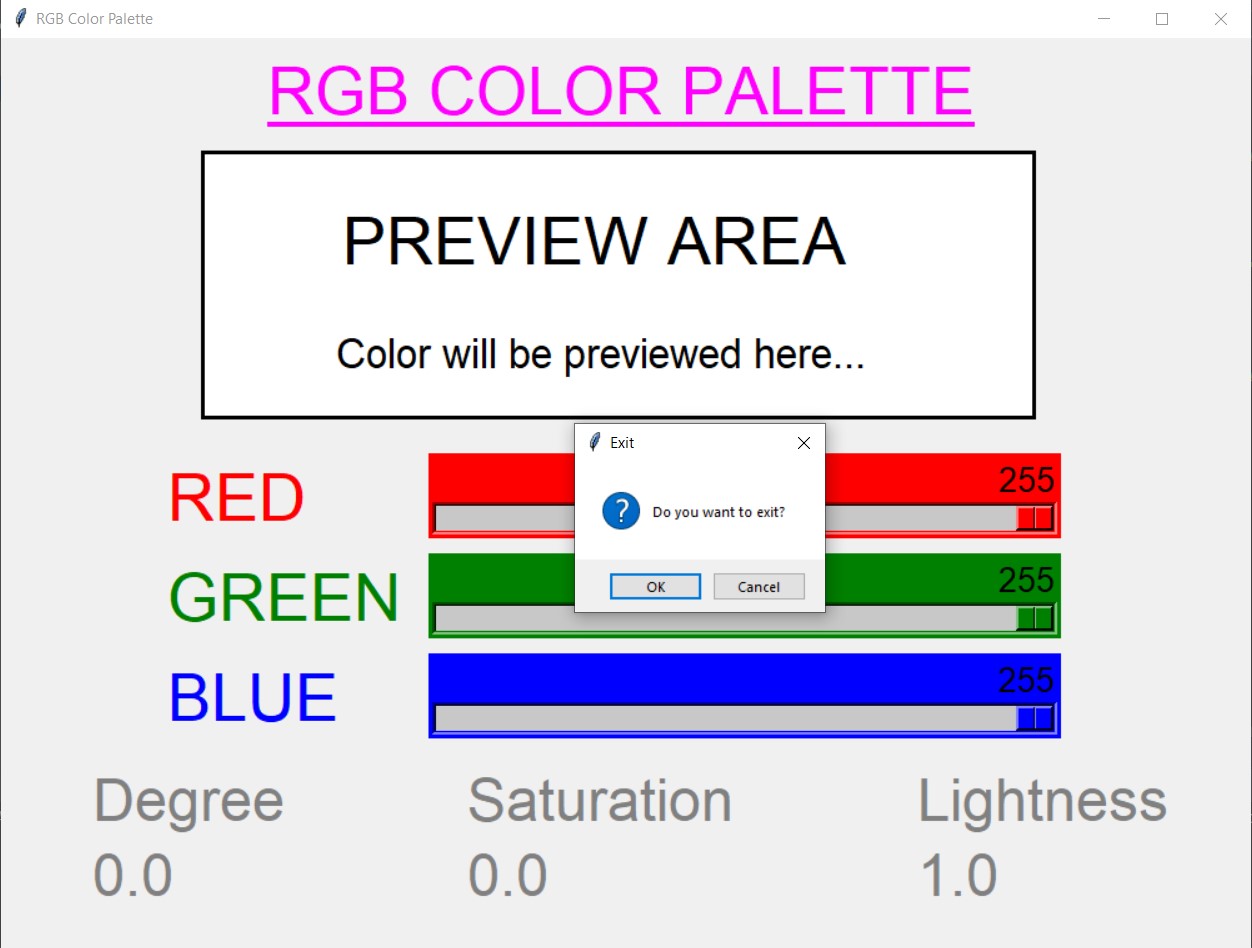 RGB Color Palette
RGB COLOR PALETTE
PREVIEW AREA
Color will be previewed here...
Exit
Do you want to exit?
OK Cancel
RED 255
GREEN 255
BLUE 255
Degree Saturation Lightness
0.0 0.0 1.0